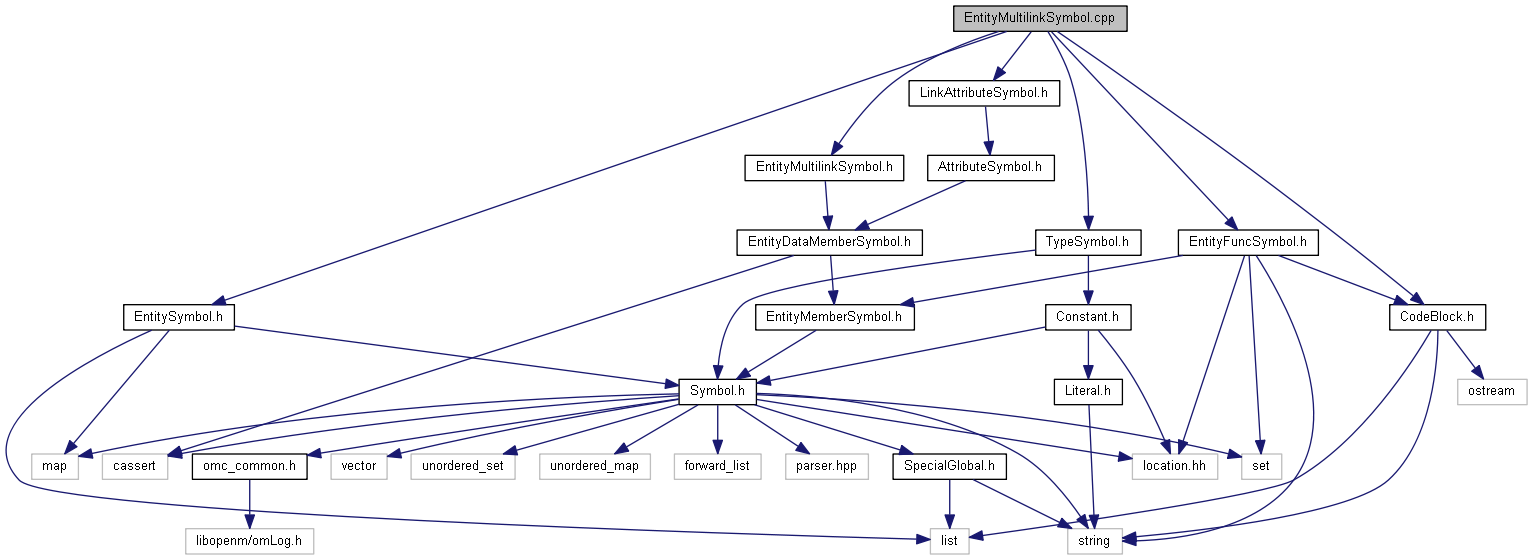 EntityMultilinkSymbol.cpp
LinkAttributeSymbol.h
EntityMultilinkSymbol.h
AttributeSymbol.h
EntityDataMemberSymbol.h
TypeSymbol.h
EntityFuncSymbol.h
EntitySymbol.h
EntityMemberSymbol.h
Constant.h
CodeBlock.h
Symbol.h
Literal.h
ostream
map
cassert
omc_common.h
vector
unordered_set
unordered_map
forward_list
parser.hpp
SpecialGlobal.h
location.hh
set
libopenm/omLog.h
list
string